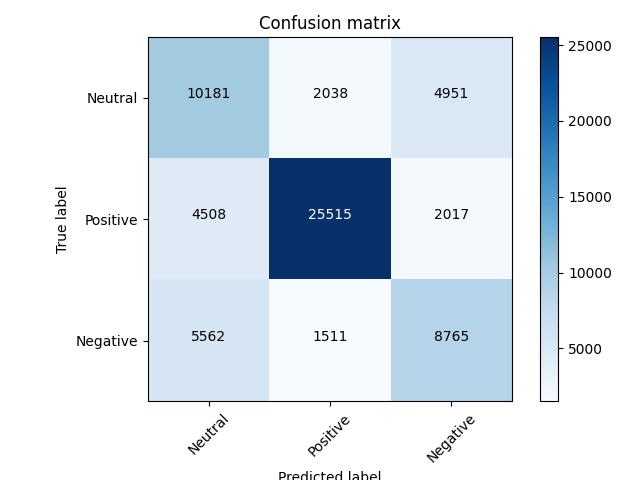 Confusion matrix
Neutral 10181 2038 4951
Positive 4508 25515 2017
Negative 5562 1511 8765
Neutral Positive Negative
True label
Predicted label
25000
20000
15000
10000
5000